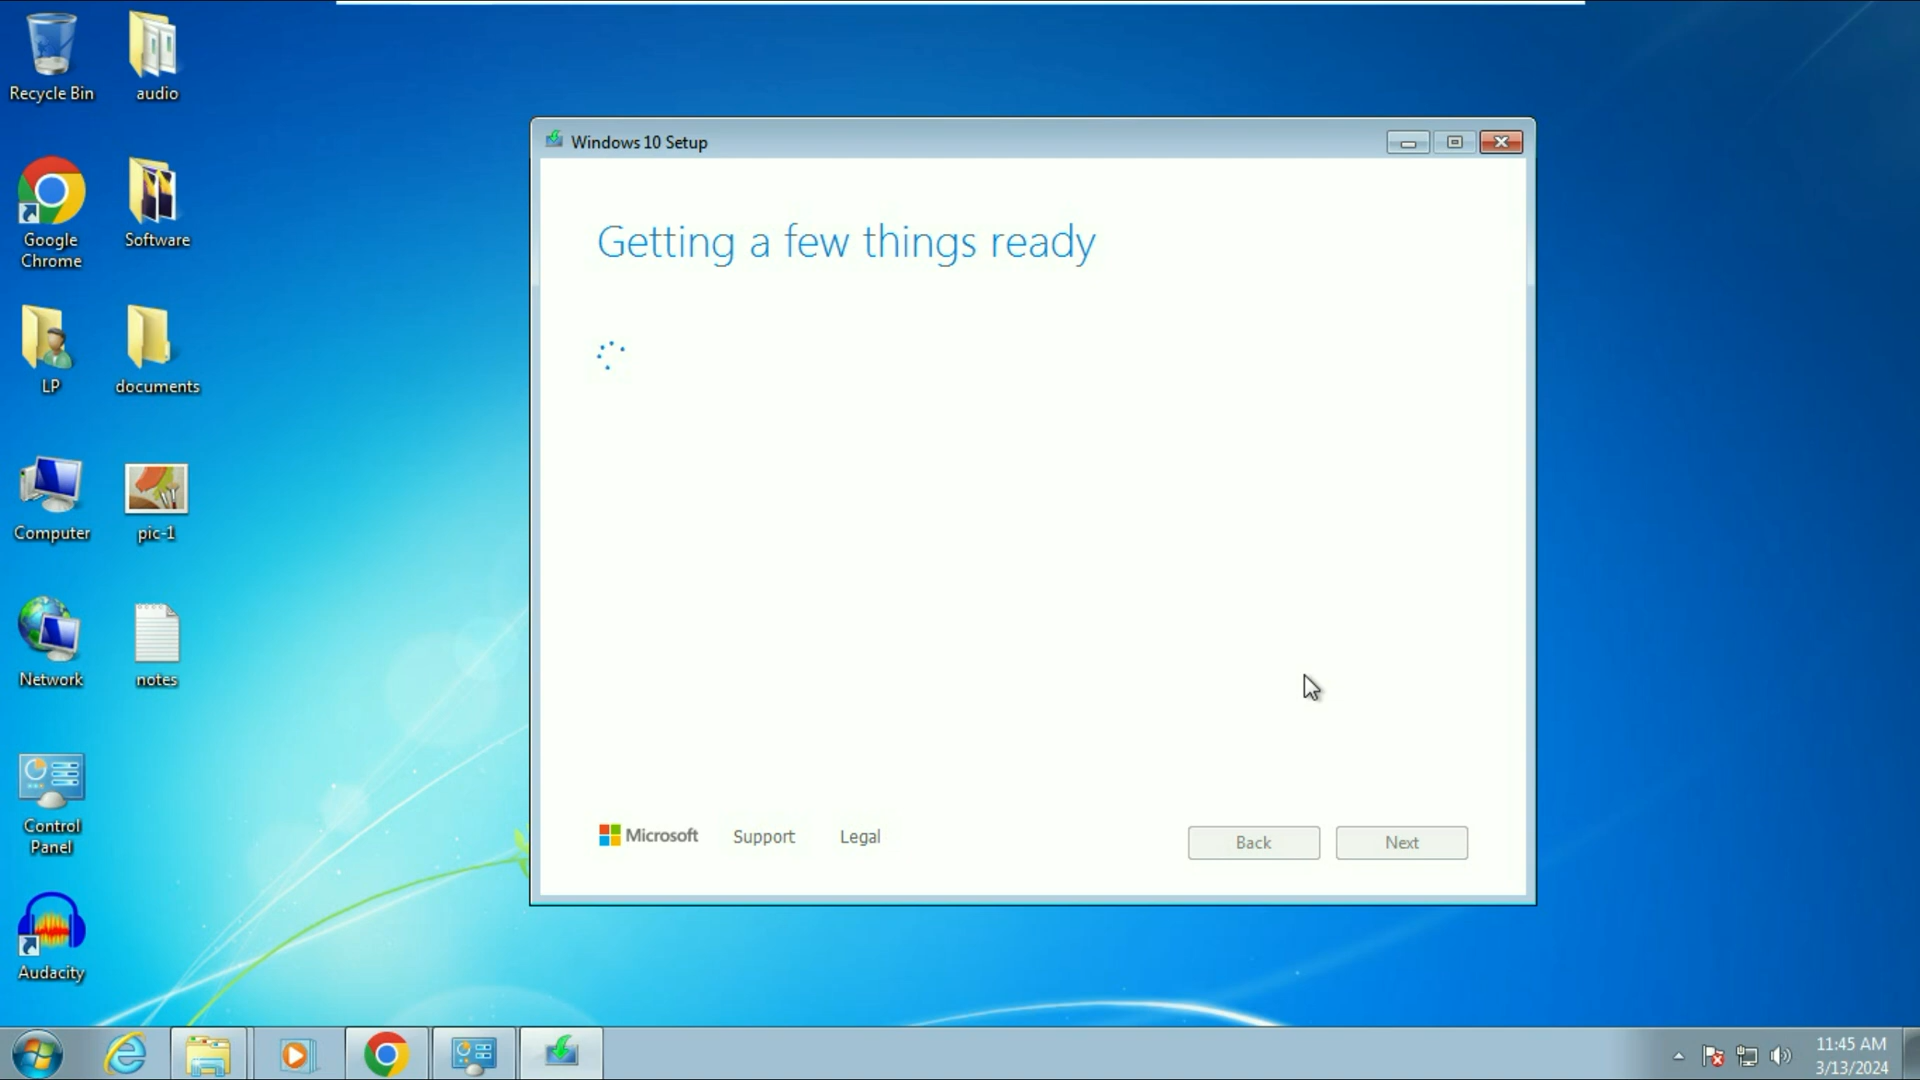 Recycle Bin
audio
Google
Chrome
Software
LP
documents
Computer
pic-1
Network
notes
Control
Panel
Audacity
Windows 10 Setup
Getting a few things ready
Microsoft
Support
Legal
Back
Next
11:45 AM
3/13/2024